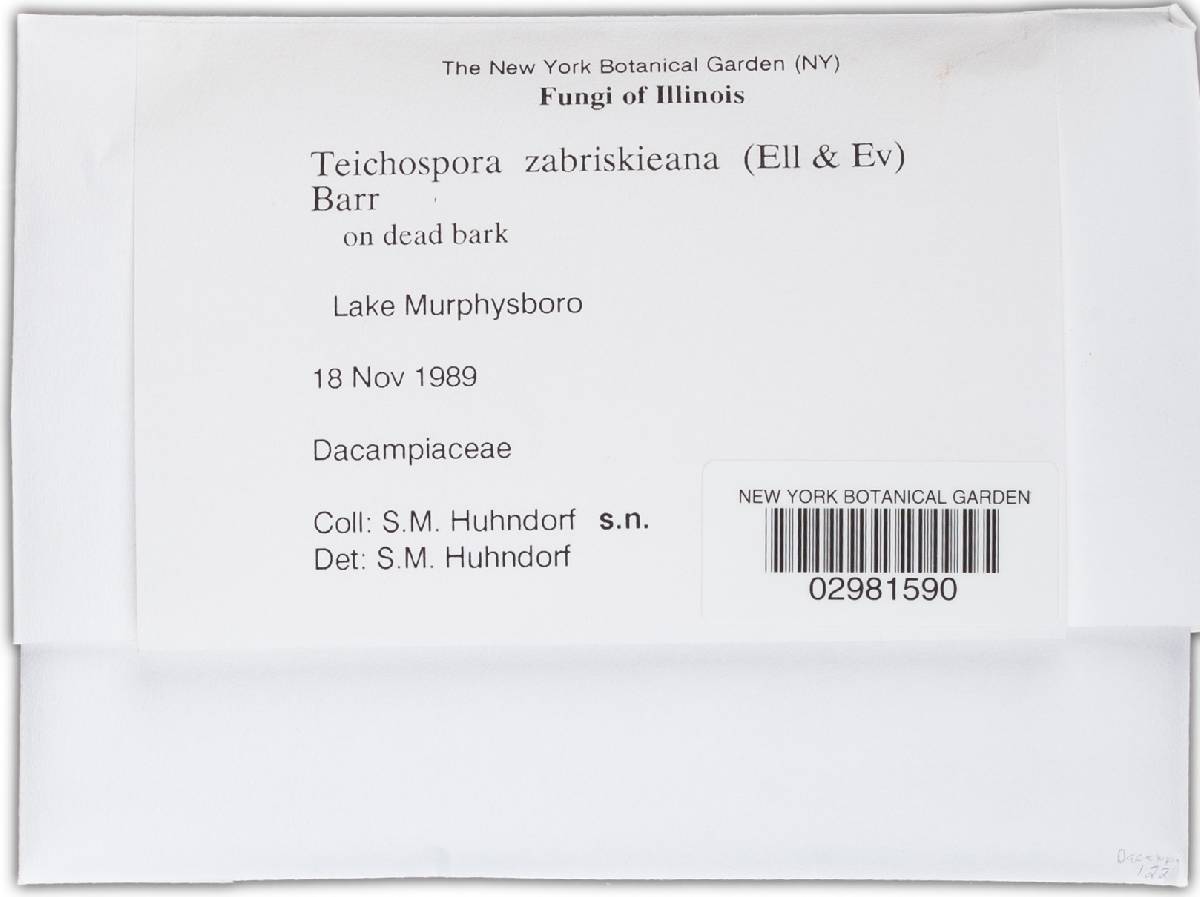 The New York Botanical Garden (NY)
Fungi of Illinois
Teichospora zabriskieana (Ell & Ev)
Barr
on dead bark
Lake Murphysboro
18 Nov 1989
Dacampiaceae
Coll: S.M. Huhndorf s.n.
Det: S.M. Huhndorf
NEW YORK BOTANICAL GARDEN
02981590